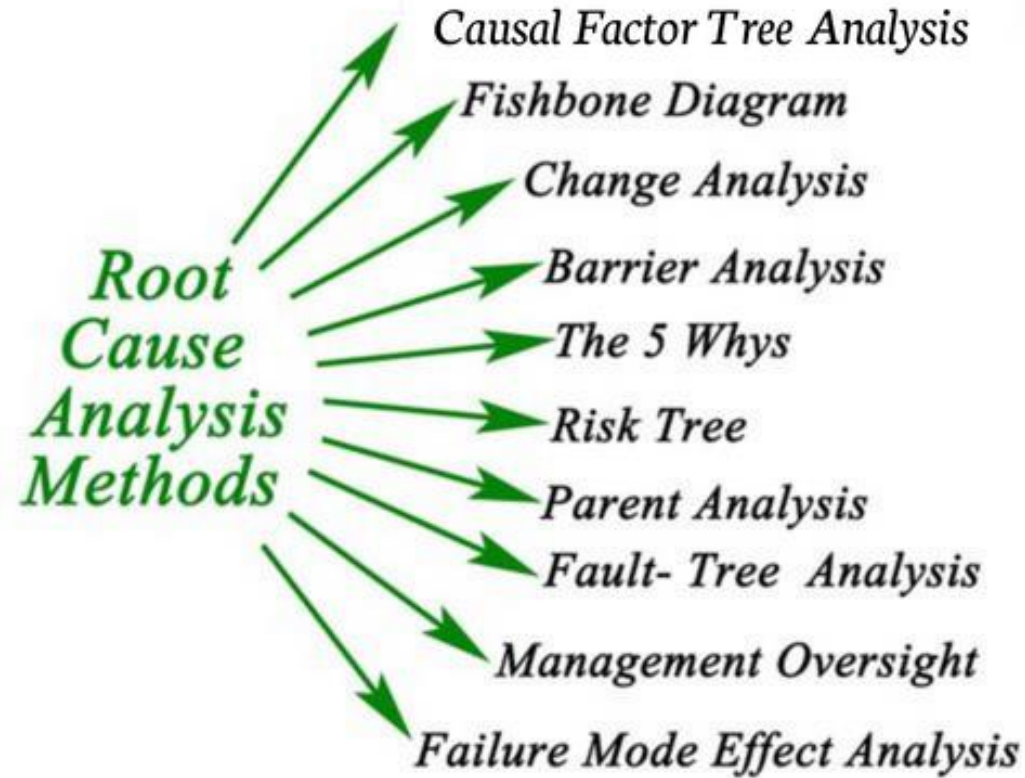 Root
Cause
Analysis
Methods
Causal Factor Tree Analysis
Fishbone Diagram
Change Analysis
Barrier Analysis
The 5 Whys
Risk Tree
Parent Analysis
Fault- Tree Analysis
Management Oversight
Failure Mode Effect Analysis